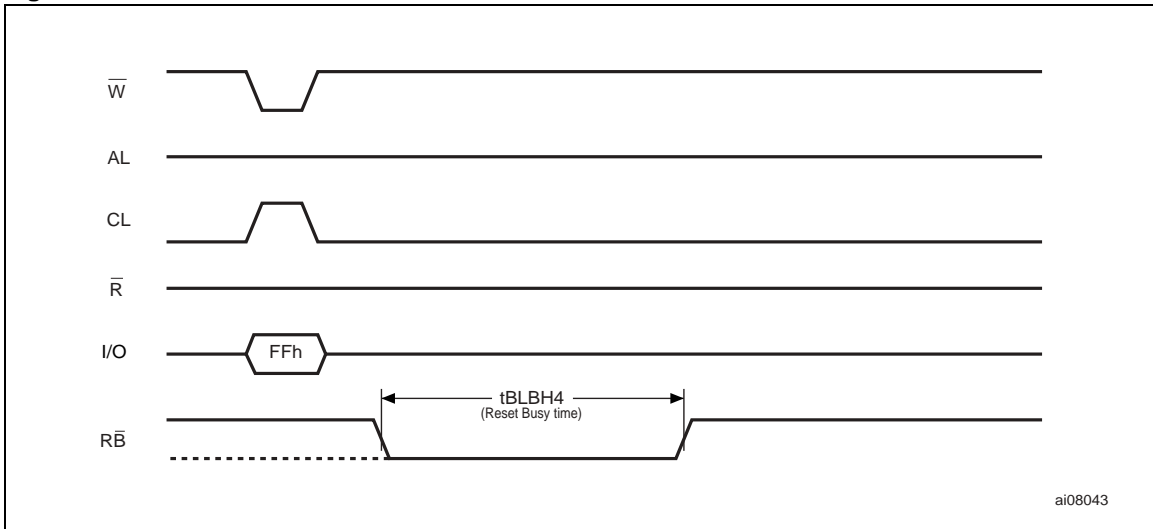 W̅
AL
CL
R̅
I/O
FFh
tBLBH4
(Reset Busy time)
RB̅
ai08043